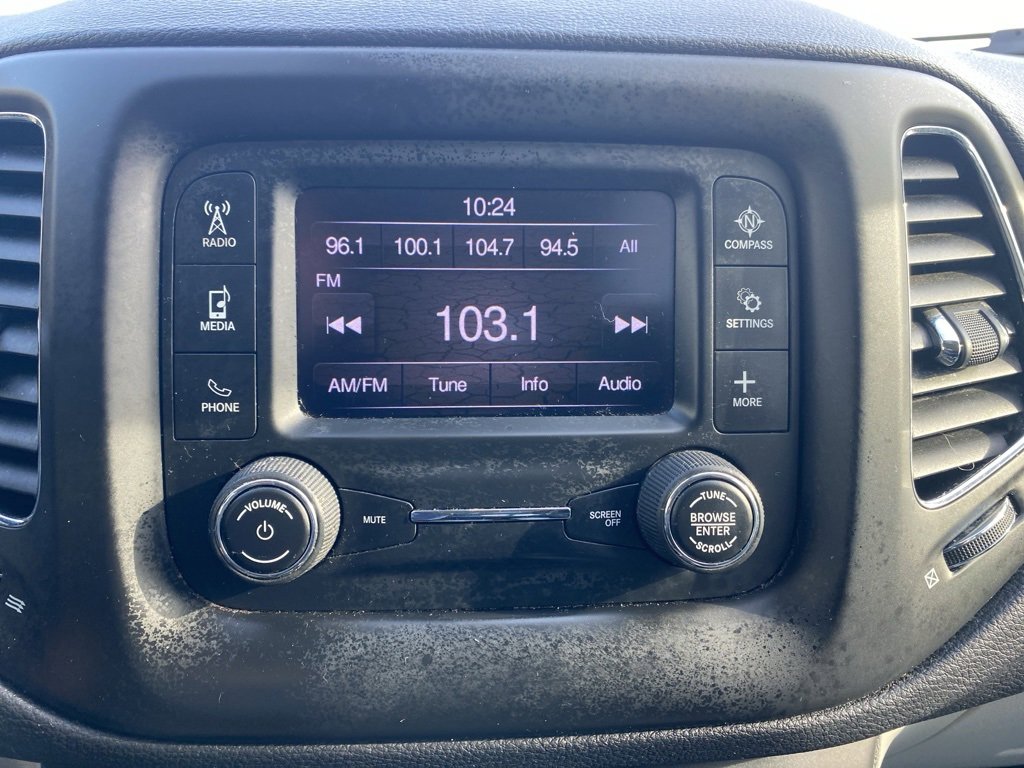 10:24
96.1 100.1 104.7 94.5 All
FM
103.1
AM/FM Tune Info Audio
RADIO
MEDIA
PHONE
N
COMPASS
SETTINGS
MORE
VOLUME
MUTE
SCREEN
OFF
TUNE
BROWSE
ENTER
SCROLL